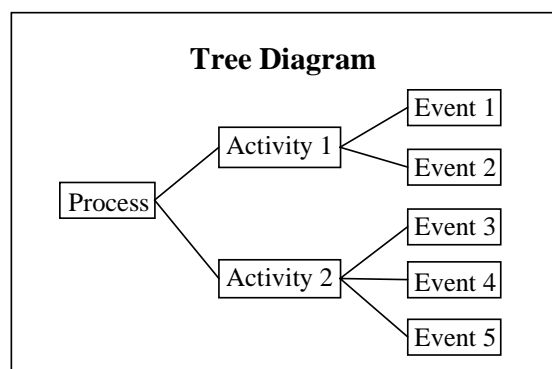 Tree Diagram
Process
Activity 1
Event 1
Event 2
Activity 2
Event 3
Event 4
Event 5